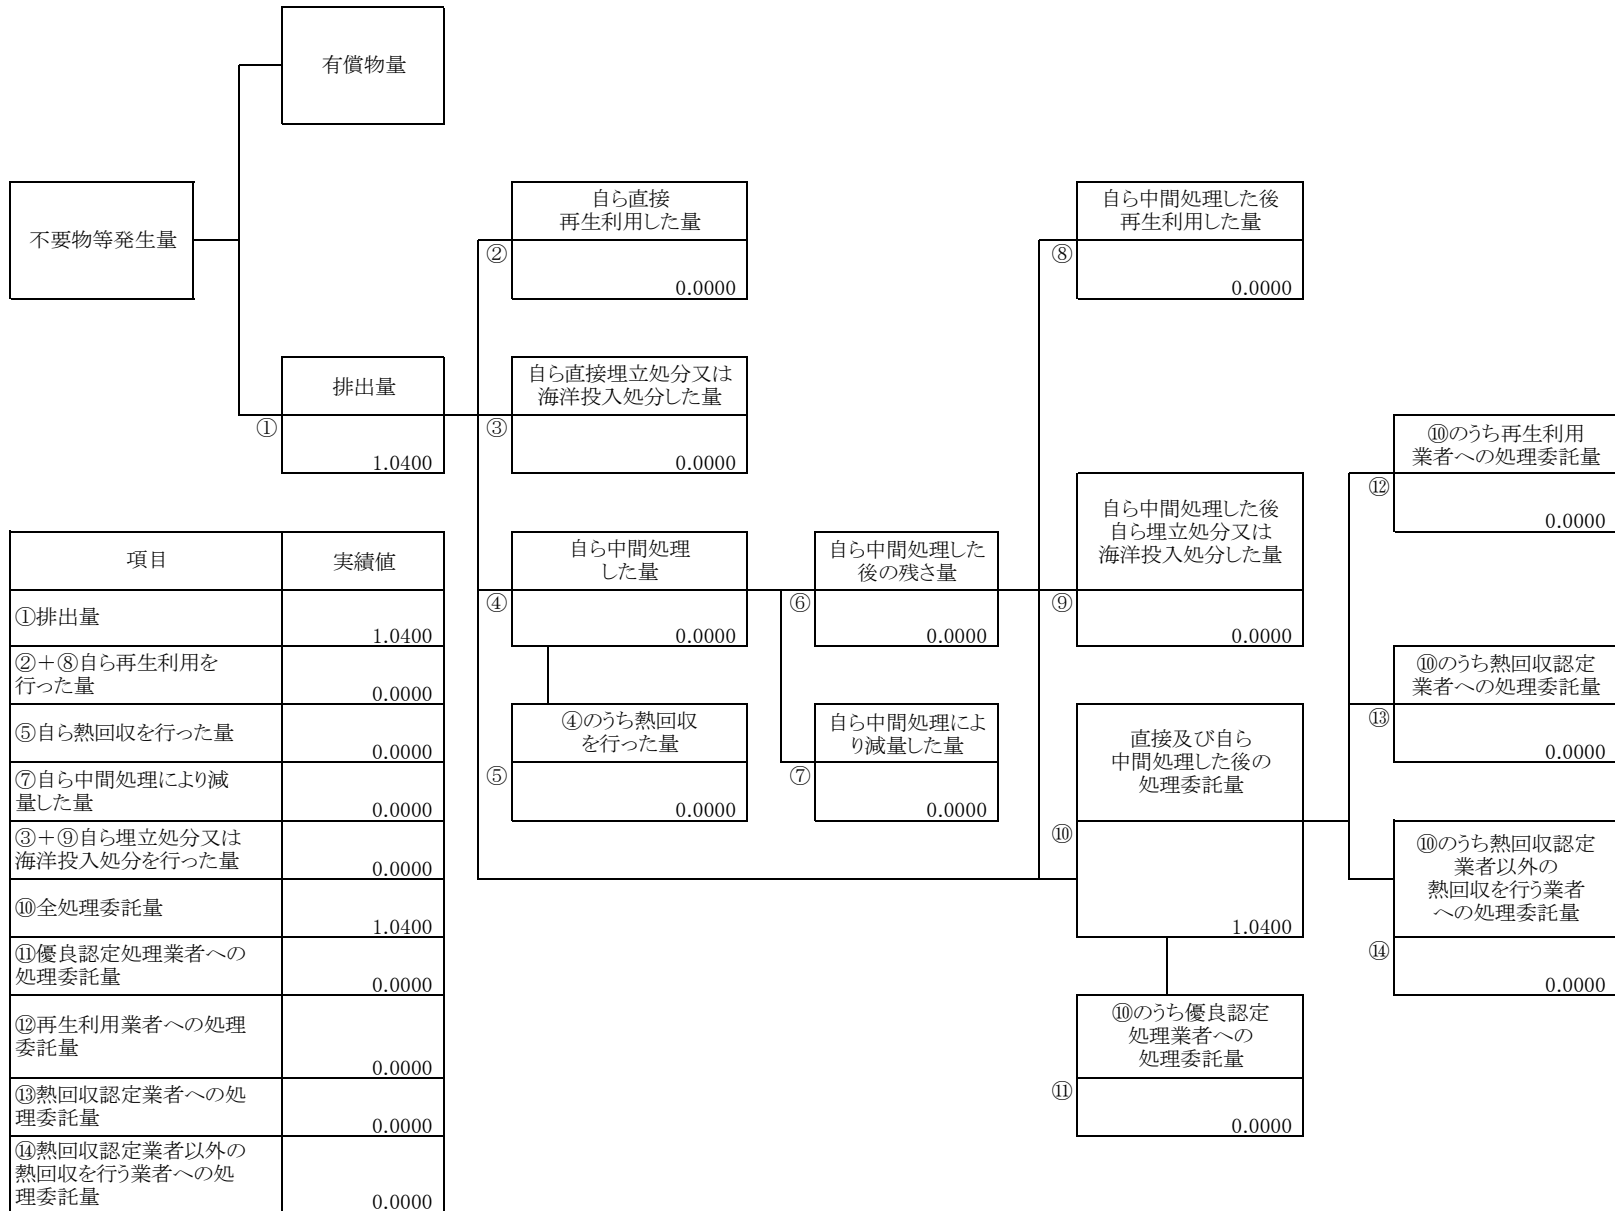 有償物量
不要物等発生量
排出量
①
1.0400
自ら直接
再生利用した量
②
0.0000
自ら直接埋立処分又は
海洋投入処分した量
③
0.0000
自ら中間処理
した量
④
0.0000
④のうち熱回収
を行った量
⑤
0.0000
自ら中間処理した
後の残さ量
⑥
0.0000
自ら中間処理によ
り減量した量
⑦
0.0000
自ら中間処理した後
再生利用した量
⑧
0.0000
自ら中間処理した後
自ら埋立処分又は
海洋投入処分した量
⑨
0.0000
直接及び自ら
中間処理した後の
処理委託量
⑩
1.0400
⑩のうち優良認定
処理業者への
処理委託量
⑪
0.0000
⑩のうち再生利用
業者への処理委託量
⑫
0.0000
⑩のうち熱回収認定
業者への処理委託量
⑬
0.0000
⑩のうち熱回収認定
業者以外の
熱回収を行う業者
への処理委託量
⑭
0.0000
項目 実績値
①排出量
1.0400
②＋⑧自ら再生利用を
行った量
0.0000
⑤自ら熱回収を行った量
0.0000
⑦自ら中間処理により減
量した量
0.0000
③＋⑨自ら埋立処分又は
海洋投入処分を行った量
0.0000
⑩全処理委託量
1.0400
⑪優良認定処理業者への
処理委託量
0.0000
⑫再生利用業者への処理
委託量
0.0000
⑬熱回収認定業者への処
理委託量
0.0000
⑭熱回収認定業者以外の
熱回収を行う業者への処
理委託量
0.0000